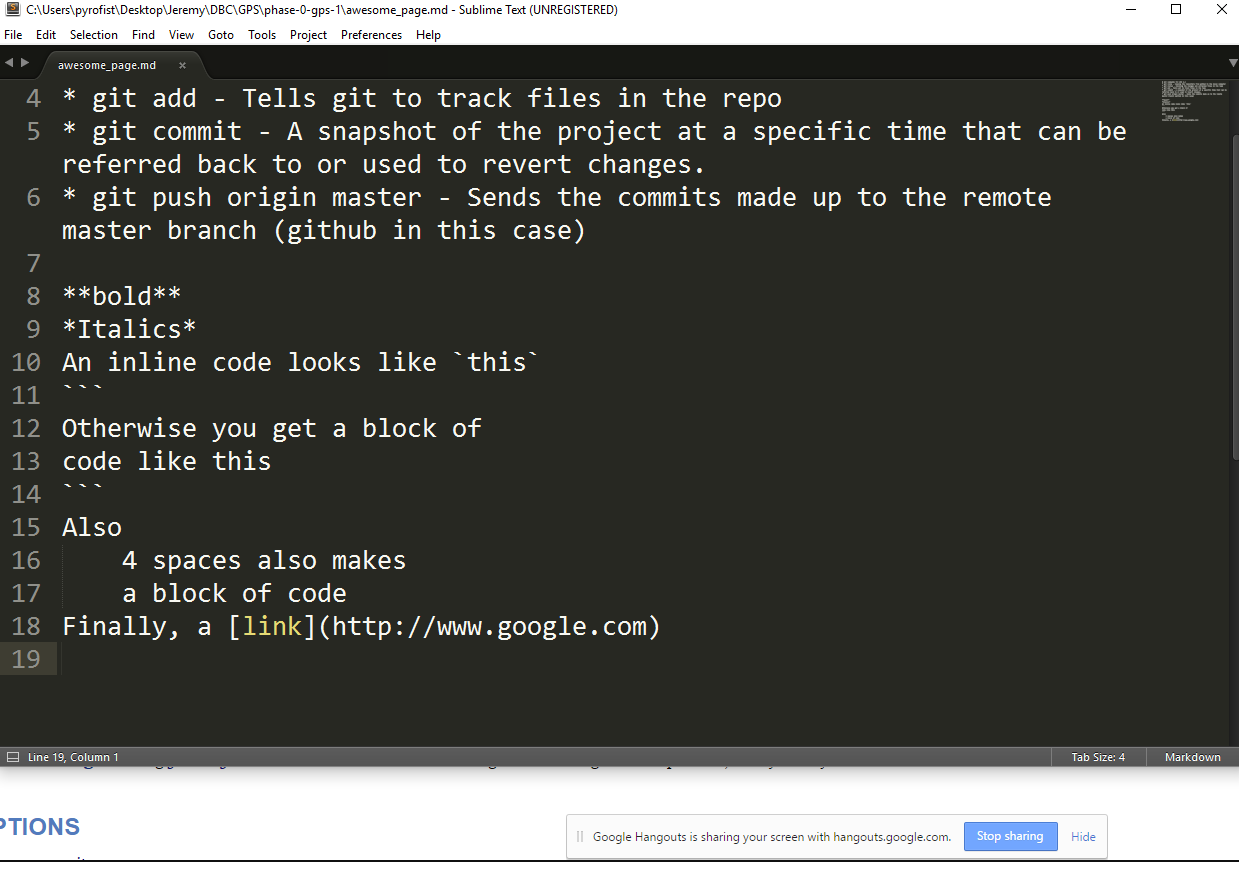 C:\Users\pyrofist\Desktop\Jeremy\DBC\GPS\phase-0-gps-1\awesome_page.md - Sublime Text (UNREGISTERED)
File Edit Selection Find View Goto Tools Project Preferences Help
awesome_page.md ×
4 * git add - Tells git to track files in the repo
5 * git commit - A snapshot of the project at a specific time that can be
referred back to or used to revert changes.
6 * git push origin master - Sends the commits made up to the remote
master branch (github in this case)
7
8 **bold**
9 *Italics*
10 An inline code looks like `this`
11 ```
12 Otherwise you get a block of
13 code like this
14 ```
15 Also
16     4 spaces also makes
17     a block of code
18 Finally, a [link](http://www.google.com)
19
Line 19, Column 1 Tab Size: 4 Markdown
PTIONS
Google Hangouts is sharing your screen with hangouts.google.com. Stop sharing Hide